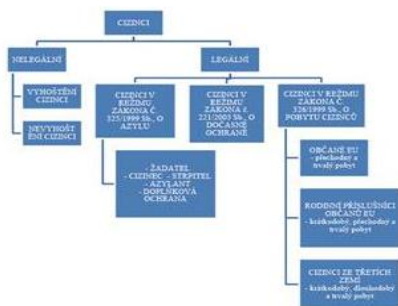 CIZINCI
NELEGÁLNÍ
LEGÁLNÍ
VYHOŠTĚNÍ
CIZINCI
NEVYHOŠT
ĚNÍ CIZINCI
CIZINCI V
REŽIMU
ZÁKONA Č.
325/1999 Sb., O
AZYLU
- ŽADATEL
- CIZINEC - STRPITEL
- AZYLANT
- DOPLŇKOVÁ
OCHRANA
CIZINCI V
REŽIMU
ZÁKONA č.
221/2003 Sb., O
DOČASNÉ
OCHRANĚ
CIZINCI V REŽIMU
ZÁKONA Č.
326/1999 Sb., O
POBYTU CIZINCŮ
OBČANÉ EU
- přechodný a
trvalý pobyt
RODINNÍ PŘÍSLUŠNÍCI
OBČANŮ EU
- krátkodobý, přechodný a
trvalý pobyt
CIZINCI ZE TŘETÍCH
ZEMÍ
- krátkodobý, dlouhodobý
a trvalý pobyt